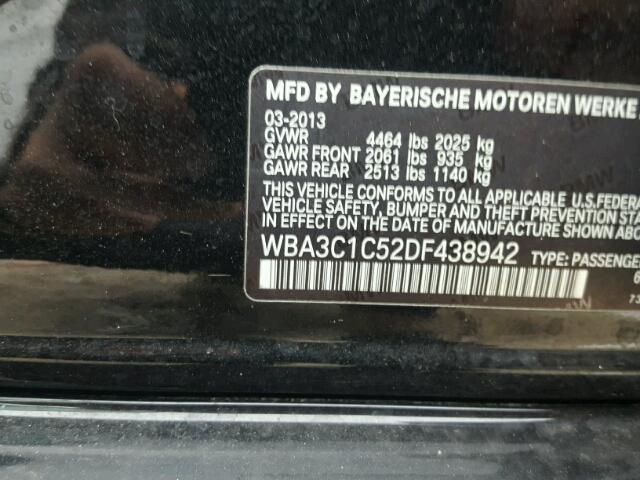 MFD BY BAYERISCHE MOTOREN WERKE
03-2013
GVWR 4464 lbs 2025 kg
GAWR FRONT 2061 lbs 935 kg
GAWR REAR 2513 lbs 1140 kg
THIS VEHICLE CONFORMS TO ALL APPLICABLE U.S. FEDERAL
VEHICLE SAFETY, BUMPER AND THEFT PREVENTION
IN EFFECT ON THE DATE OF MANUFACTURE SHOWN ABOVE
WBA3C1C52DF438942 TYPE: PASSENGER